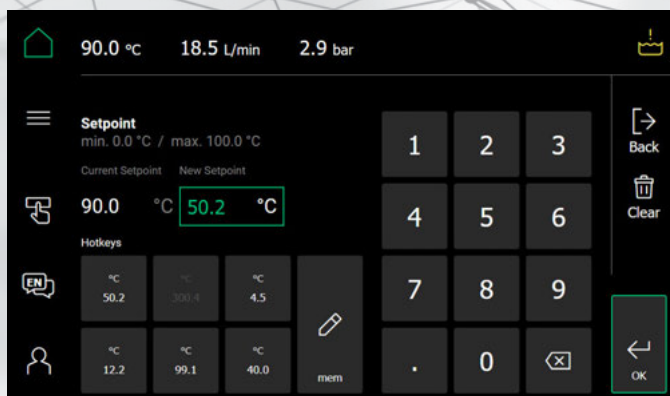 90.0 °C 18.5 L/min 2.9 bar
!
Setpoint
min. 0.0 °C / max. 100.0 °C
Current Setpoint New Setpoint
90.0 °C 50.2 °C
Hotkeys
°C
50.2
°C
300.4
°C
4.5
°C
12.2
°C
99.1
°C
40.0
mem
EN
1 2 3
4 5 6
7 8 9
. 0
Back
Clear
OK